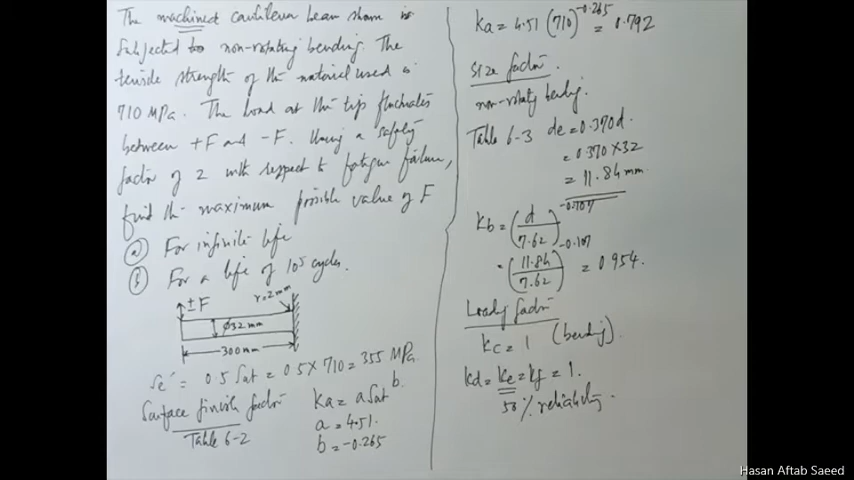 The machined cantilever beam shown is
subjected to non-rotating bending. The
tensile strength of the material used is
710 MPa. The load at the tip fluctuates
between +F and -F. Using a safety
factor of 2 with respect to fatigue failure,
find the maximum possible value of F
(a) For infinite life
(b) For a life of 10⁵ cycles.
±F
r=2mm
φ32 mm
300 mm
Se' = 0.5 Sut = 0.5 × 710 = 355 MPa.
Surface finish factor
Table 6-2
Ka = a Sut^b
a = 4.51.
b = -0.265
Ka = 4.51 (710)^-0.265 = 0.792
Size factor.
non-rotating bending.
Table 6-3 de = 0.370d.
= 0.370 × 32
= 11.84 mm
Kb = (d/7.62)^-0.107
= (11.84/7.62)^-0.107 = 0.954.
Loading factor
Kc = 1 (bending).
Kd = Ke = Kf = 1.
50% reliability.
Hasan Aftab Saeed